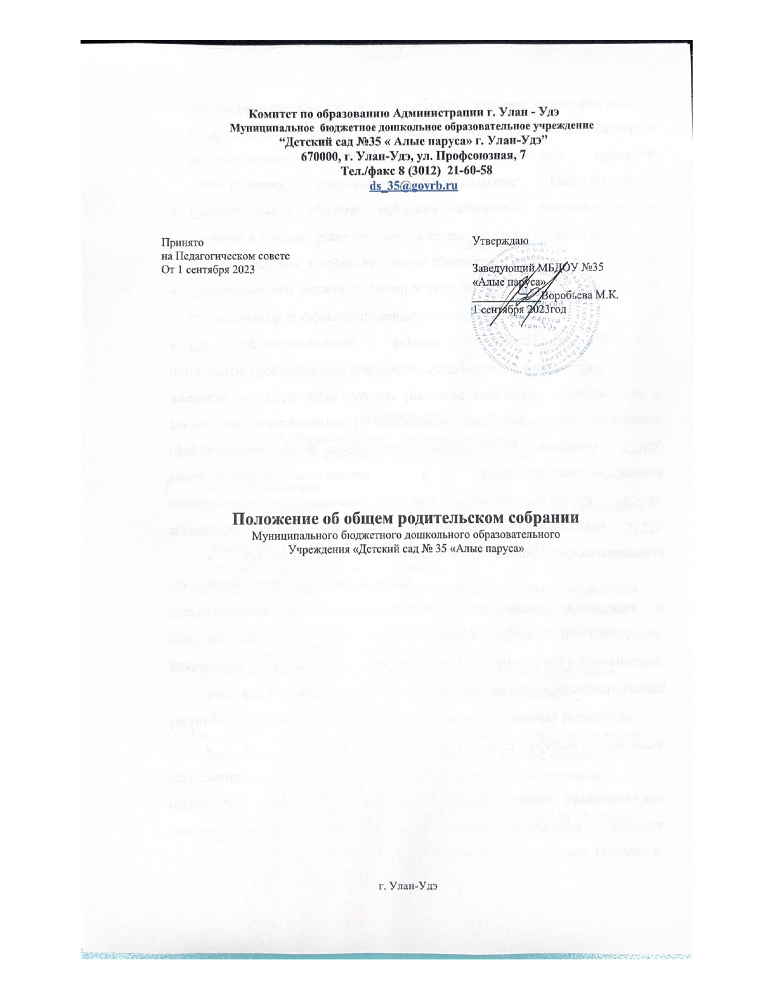 Комитет по образованию Администрации г. Улан - Удэ
Муниципальное бюджетное дошкольное образовательное учреждение
“Детский сад №35 « Алые паруса» г. Улан-Удэ”
670000, г. Улан-Удэ, ул. Профсоюзная, 7
Тел./факс 8 (3012) 21-60-58
ds_35@govrb.ru
Принято
на Педагогическом совете
От 1 сентября 2023
Утверждаю
Заведующий МБДОУ №35
«Алые паруса»
Воробьева М.К.
1 сентября 2023год
Положение об общем родительском собрании
Муниципального бюджетного дошкольного образовательного
Учреждения «Детский сад № 35 «Алые паруса»
г. Улан-Удэ